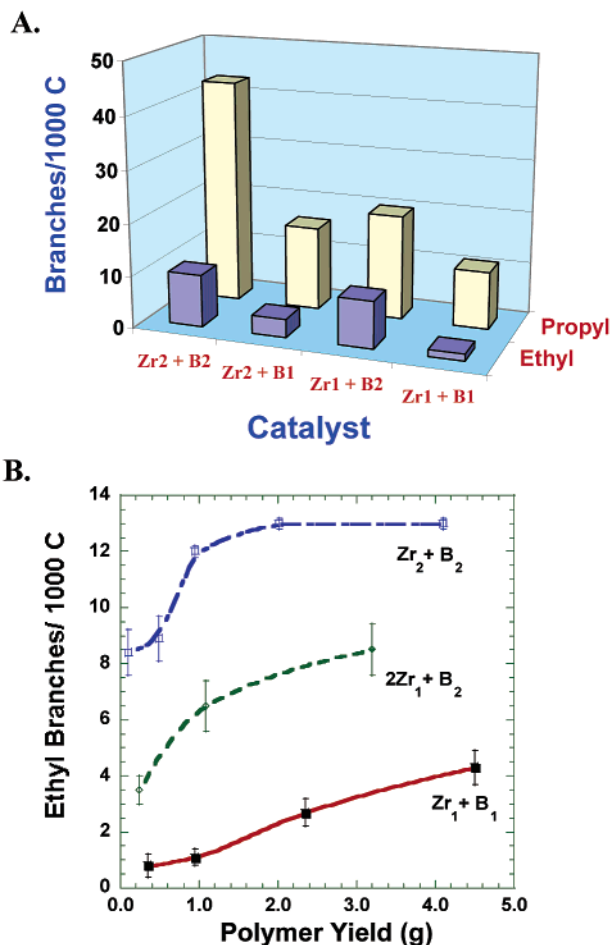 A.
Branches/1000 C
50
40
30
20
10
0
Zr2 + B2
Zr2 + B1
Zr1 + B2
Zr1 + B1
Propyl
Ethyl
Catalyst
B.
Ethyl Branches/ 1000 C
14
12
10
8
6
4
2
0
Zr₂ + B₂
2Zr₁ + B₂
Zr₁ + B₁
0.0 1.0 2.0 3.0 4.0 5.0
Polymer Yield (g)